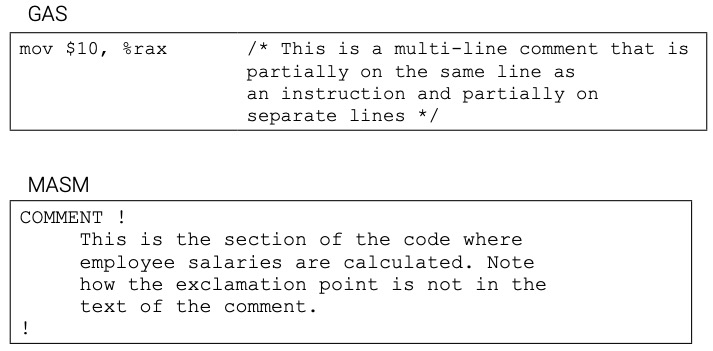 GAS
mov $10, %rax /* This is a multi-line comment that is
partially on the same line as
an instruction and partially on
separate lines */
MASM
COMMENT !
This is the section of the code where
employee salaries are calculated. Note
how the exclamation point is not in the
text of the comment.
!